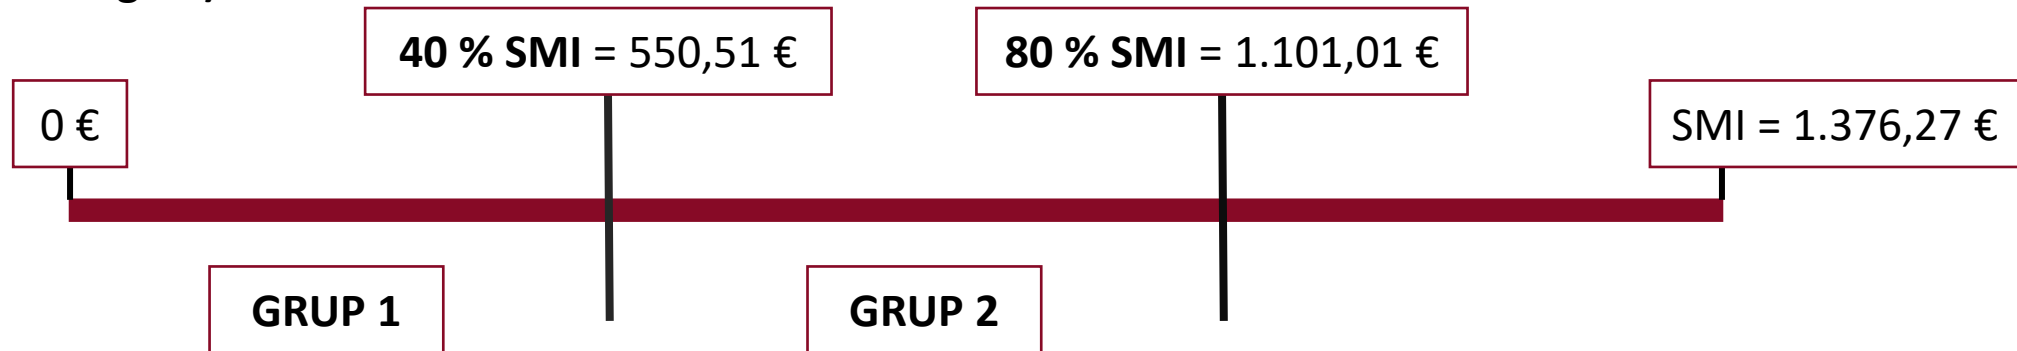 40 % SMI = 550,51 €
80 % SMI = 1.101,01 €
0 €
SMI = 1.376,27 €
GRUP 1
GRUP 2